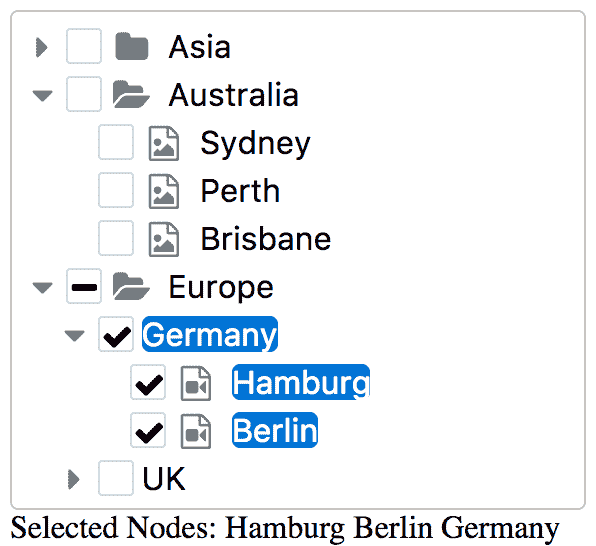 Asia
Australia
Sydney
Perth
Brisbane
Europe
Germany
Hamburg
Berlin
UK
Selected Nodes: Hamburg Berlin Germany